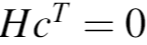 Hc^T = 0